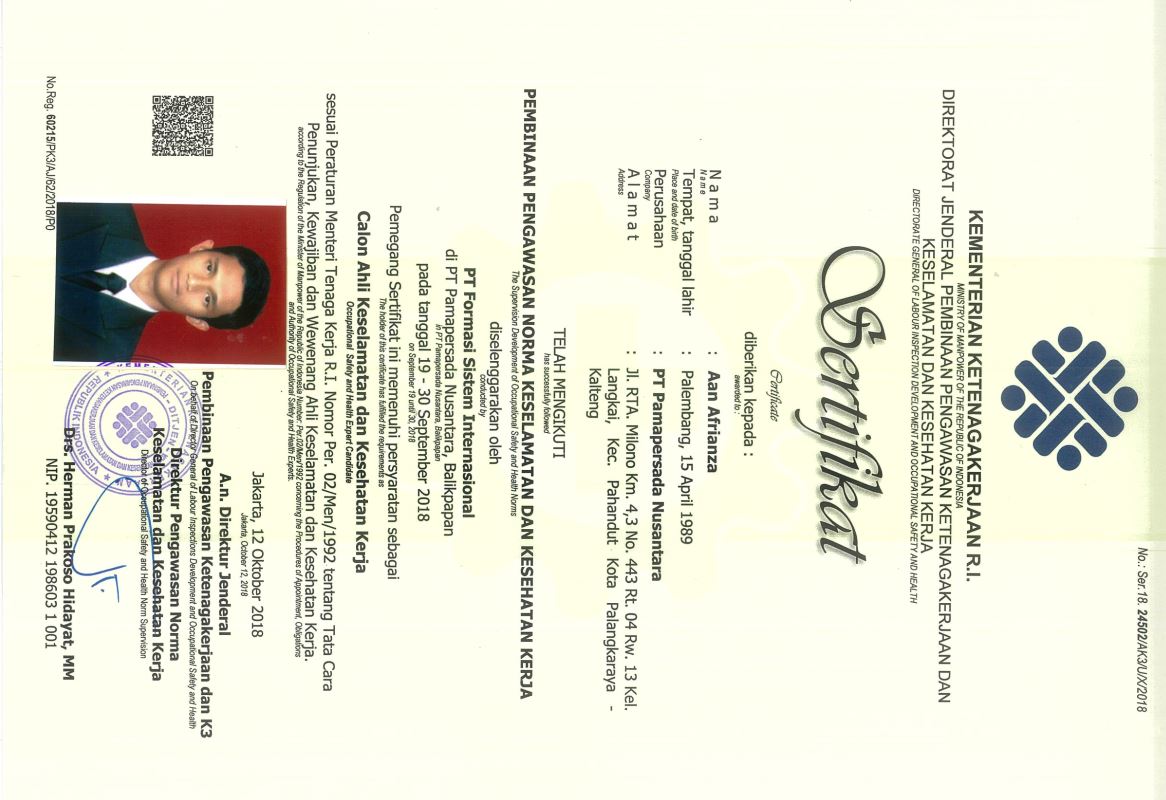 No.: Ser.18. 24502/AK3/U/X/2018
KEMENTERIAN KETENAGAKERJAAN R.I.
MINISTRY OF MANPOWER OF THE REPUBLIC OF INDONESIA
DIREKTORAT JENDERAL PEMBINAAN PENGAWASAN KETENAGAKERJAAN DAN
KESELAMATAN DAN KESEHATAN KERJA
DIRECTORATE GENERAL OF LABOUR INSPECTION DEVELOPMENT AND OCCUPATIONAL SAFETY AND HEALTH
Sertifikat
Certificate
diberikan kepada :
awarded to :
Nama : Aan Afrianza
Name
Tempat, tanggal lahir : Palembang, 15 April 1989
Place and date of birth
Perusahaan : PT Pamapersada Nusantara
Company
Alamat : Jl. RTA. Milono Km. 4,3 No. 443 Rt. 04 Rw. 13 Kel.
Address
Langkai, Kec. Pahandut Kota Palangkaraya -
Kalteng
TELAH MENGIKUTI
has successfully followed
PEMBINAAN PENGAWASAN NORMA KESELAMATAN DAN KESEHATAN KERJA
The Supervision Development of Occupational Safety and Health Norms
diselenggarakan oleh
conducted by
PT Formasi Sistem Internasional
di PT Pamapersada Nusantara, Balikpapan
in PT Pamapersada Nusantara, Balikpapan
pada tanggal 19 - 30 September 2018
on September 19 until 30, 2018
Pemegang Sertifikat ini memenuhi persyaratan sebagai
The holder of this certificate has fulfilled the requirements as
Calon Ahli Keselamatan dan Kesehatan Kerja
Occupational Safety and Health Expert Candidate
sesuai Peraturan Menteri Tenaga Kerja R.I. Nomor Per. 02/Men/1992 tentang Tata Cara
Penunjukan, Kewajiban dan Wewenang Ahli Keselamatan dan Kesehatan Kerja.
according to the Regulation of the Minister of Manpower of the Republic of Indonesia Number: Per.02/Men/1992 concerning the Procedures of Appointment, Obligations
and Authority of Occupational Safety and Health Experts.
Jakarta, 12 Oktober 2018
Jakarta, October 12, 2018
A.n. Direktur Jenderal
Pembinaan Pengawasan Ketenagakerjaan dan K3
On behalf of Director General of Labour Inspections Development and Occupational Safety and Health
Direktur Pengawasan Norma
Keselamatan dan Kesehatan Kerja
Director of Occupational Safety and Health Norm Supervision
DITJEN
REPUBLIK INDONESIA
Drs. Herman Prakoso Hidayat, MM
NIP. 19590412 198603 1 001
No.Reg. 60215/PK3/AJ/62/2018/P0